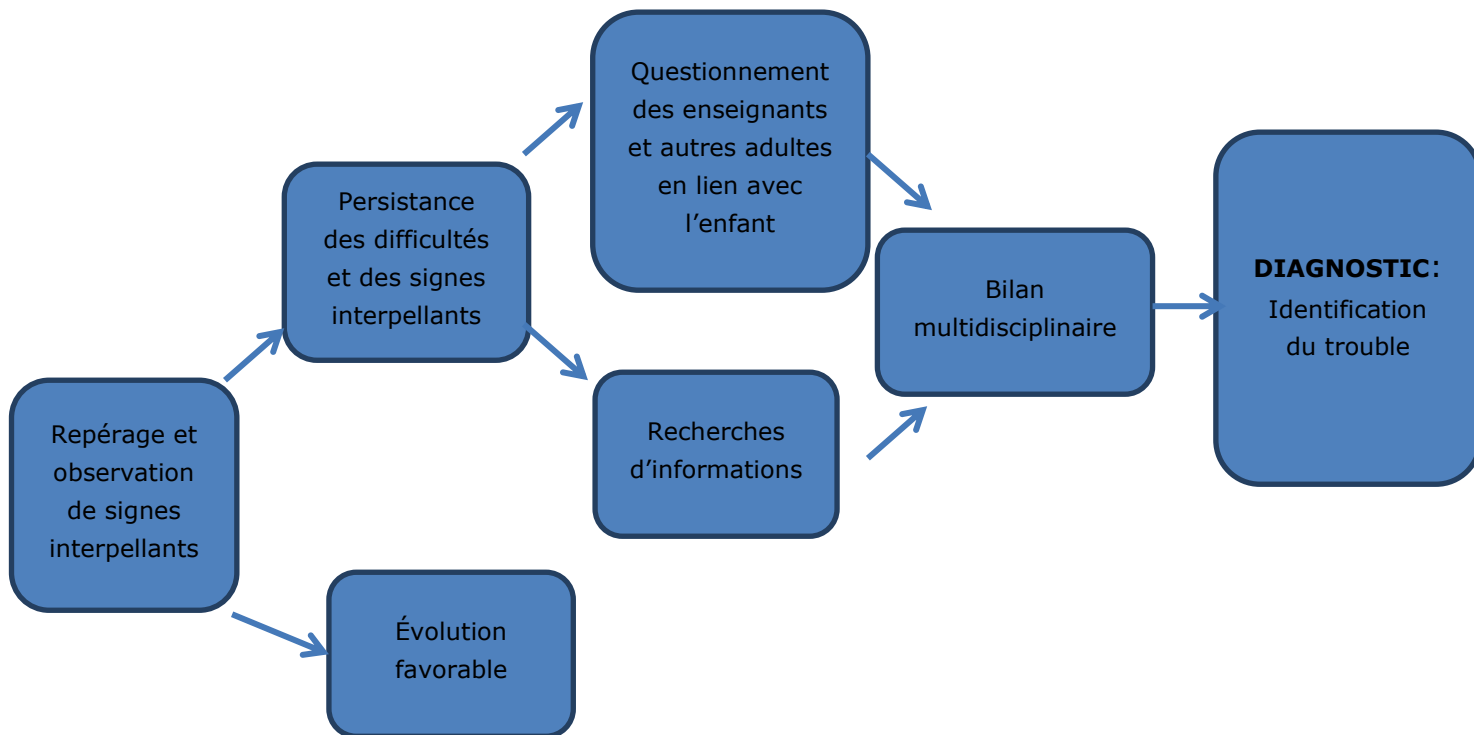 Repérage et
observation
de signes
interpellants
Évolution
favorable
Persistance
des difficultés
et des signes
interpellants
Questionnement
des enseignants
et autres adultes
en lien avec
l’enfant
Recherches
d’informations
Bilan
multidisciplinaire
DIAGNOSTIC:
Identification
du trouble